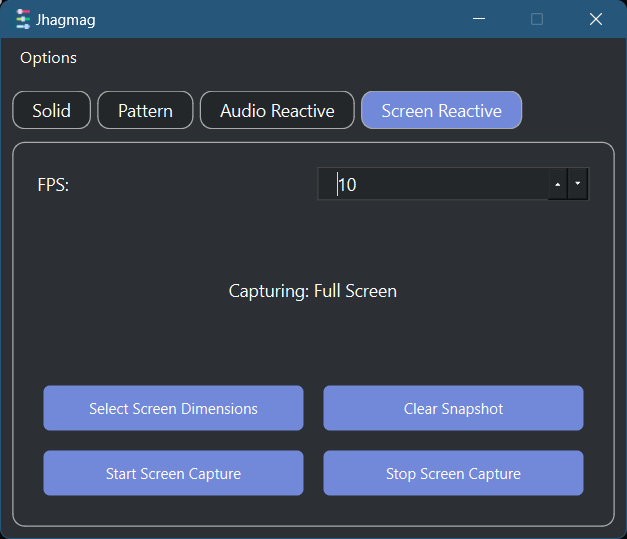 Jhagmag
Options
Solid Pattern Audio Reactive Screen Reactive
FPS: 10
Capturing: Full Screen
Select Screen Dimensions Clear Snapshot
Start Screen Capture Stop Screen Capture